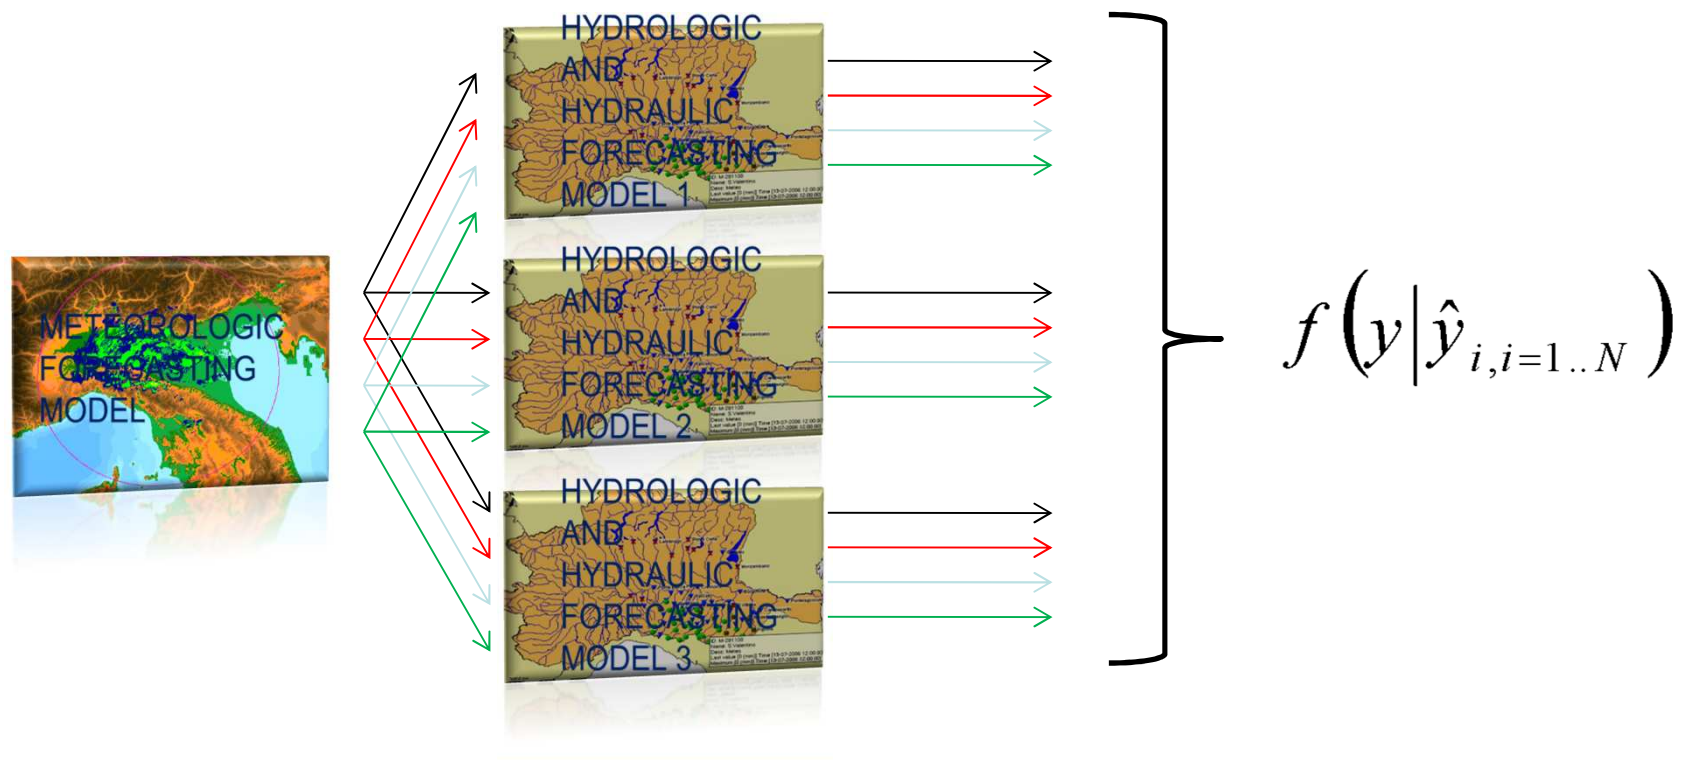 METEOROLOGIC
FORECASTING
MODEL
HYDROLOGIC
AND
HYDRAULIC
FORECASTING
MODEL 1
HYDROLOGIC
AND
HYDRAULIC
FORECASTING
MODEL 2
HYDROLOGIC
AND
HYDRAULIC
FORECASTING
MODEL 3
f(y|ŷ i,i=1..N)